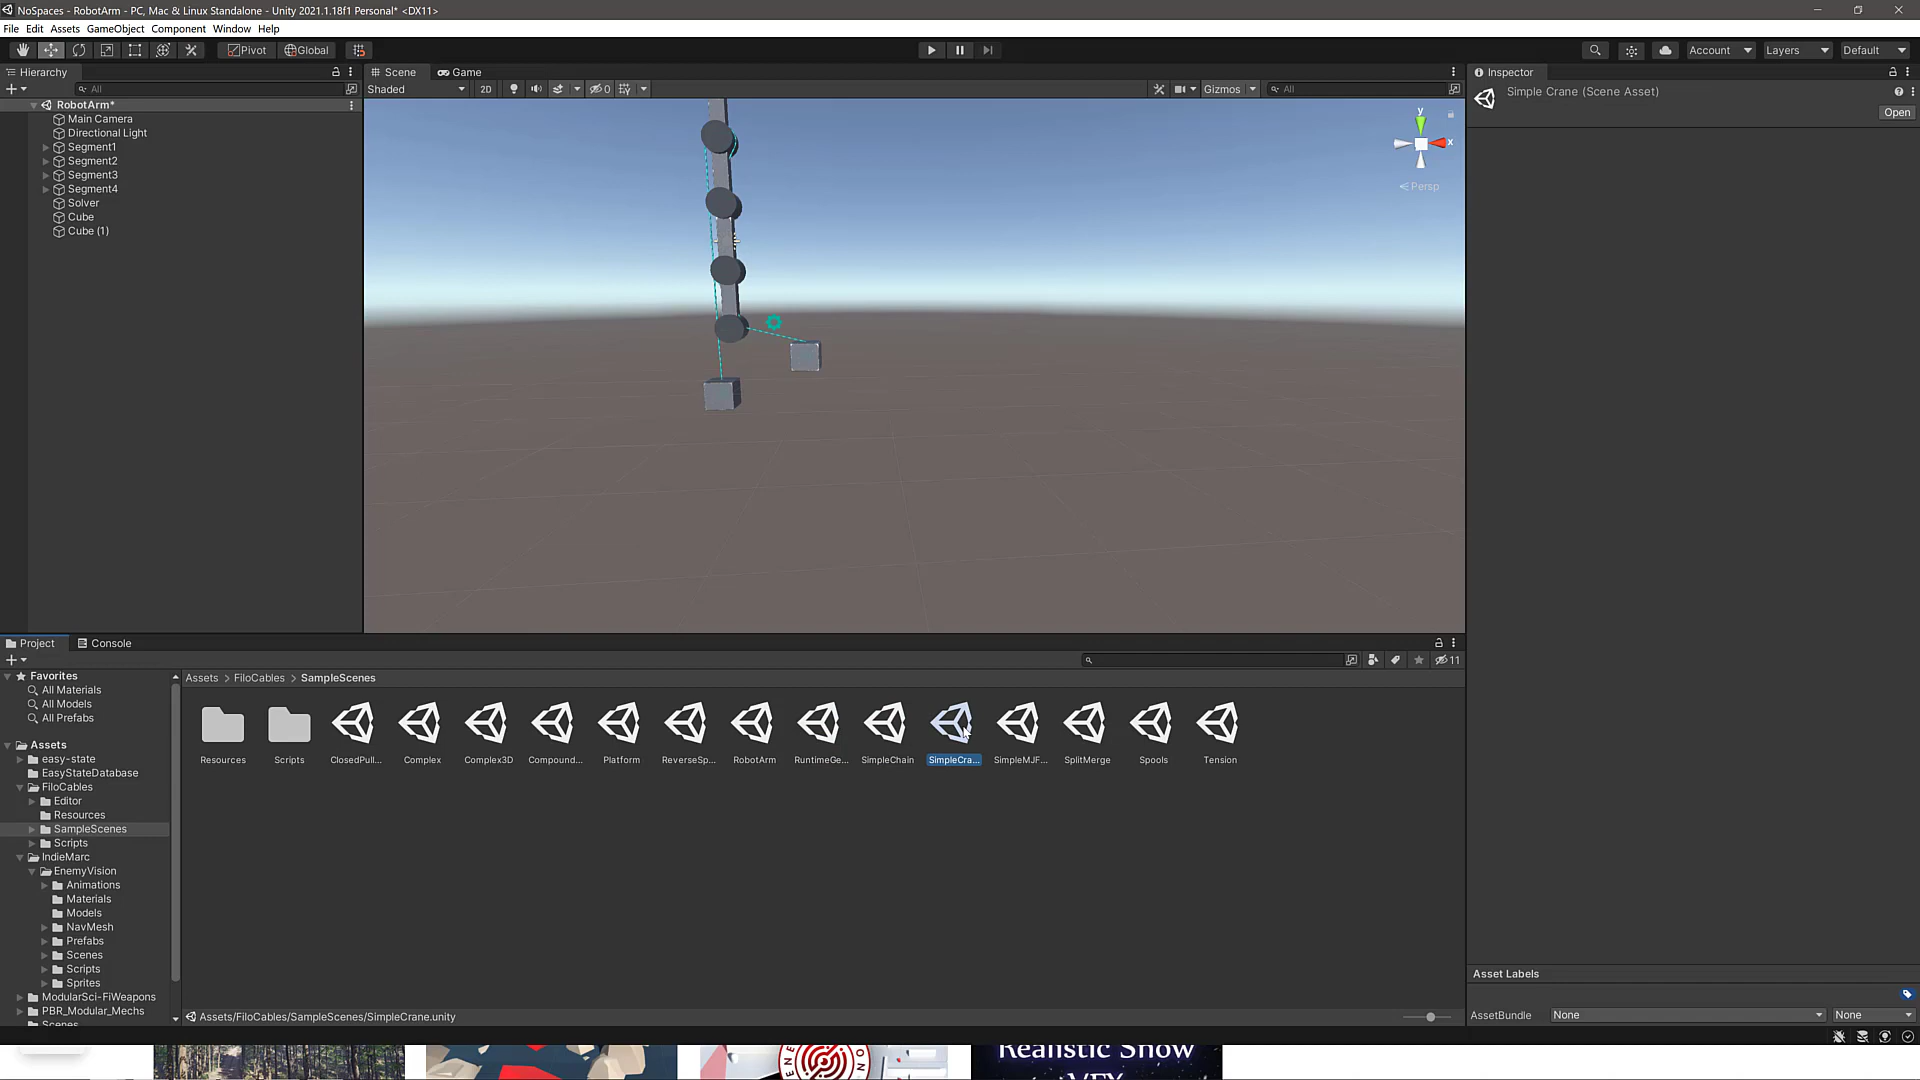 NoSpaces - RobotArm - PC, Mac & Linux Standalone - Unity 2021.1.18f1 Personal* <DX11>
File Edit Assets GameObject Component Window Help
Pivot Global Account Layers Default
Hierarchy
All
RobotArm*
Main Camera
Directional Light
Segment1
Segment2
Segment3
Segment4
Solver
Cube
Cube (1)
Scene Game
Shaded 2D 0 Gizmos All
y
x
Persp
Inspector
Simple Crane (Scene Asset)
Open
Project Console
11
Favorites
All Materials
All Models
All Prefabs
Assets
easy-state
EasyStateDatabase
FiloCables
Editor
Resources
SampleScenes
Scripts
IndieMarc
EnemyVision
Animations
Materials
Models
NavMesh
Prefabs
Scenes
Scripts
Sprites
ModularSci-FiWeapons
PBR_Modular_Mechs
Scenes
Assets > FiloCables > SampleScenes
Resources Scripts ClosedPull... Complex Complex3D Compound... Platform ReverseSp... RobotArm RuntimeGe... SimpleChain SimpleCra... SimpleMJF... SplitMerge Spools Tension
Assets/FiloCables/SampleScenes/SimpleCrane.unity
Asset Labels
AssetBundle None None
Realistic Snow
VFX